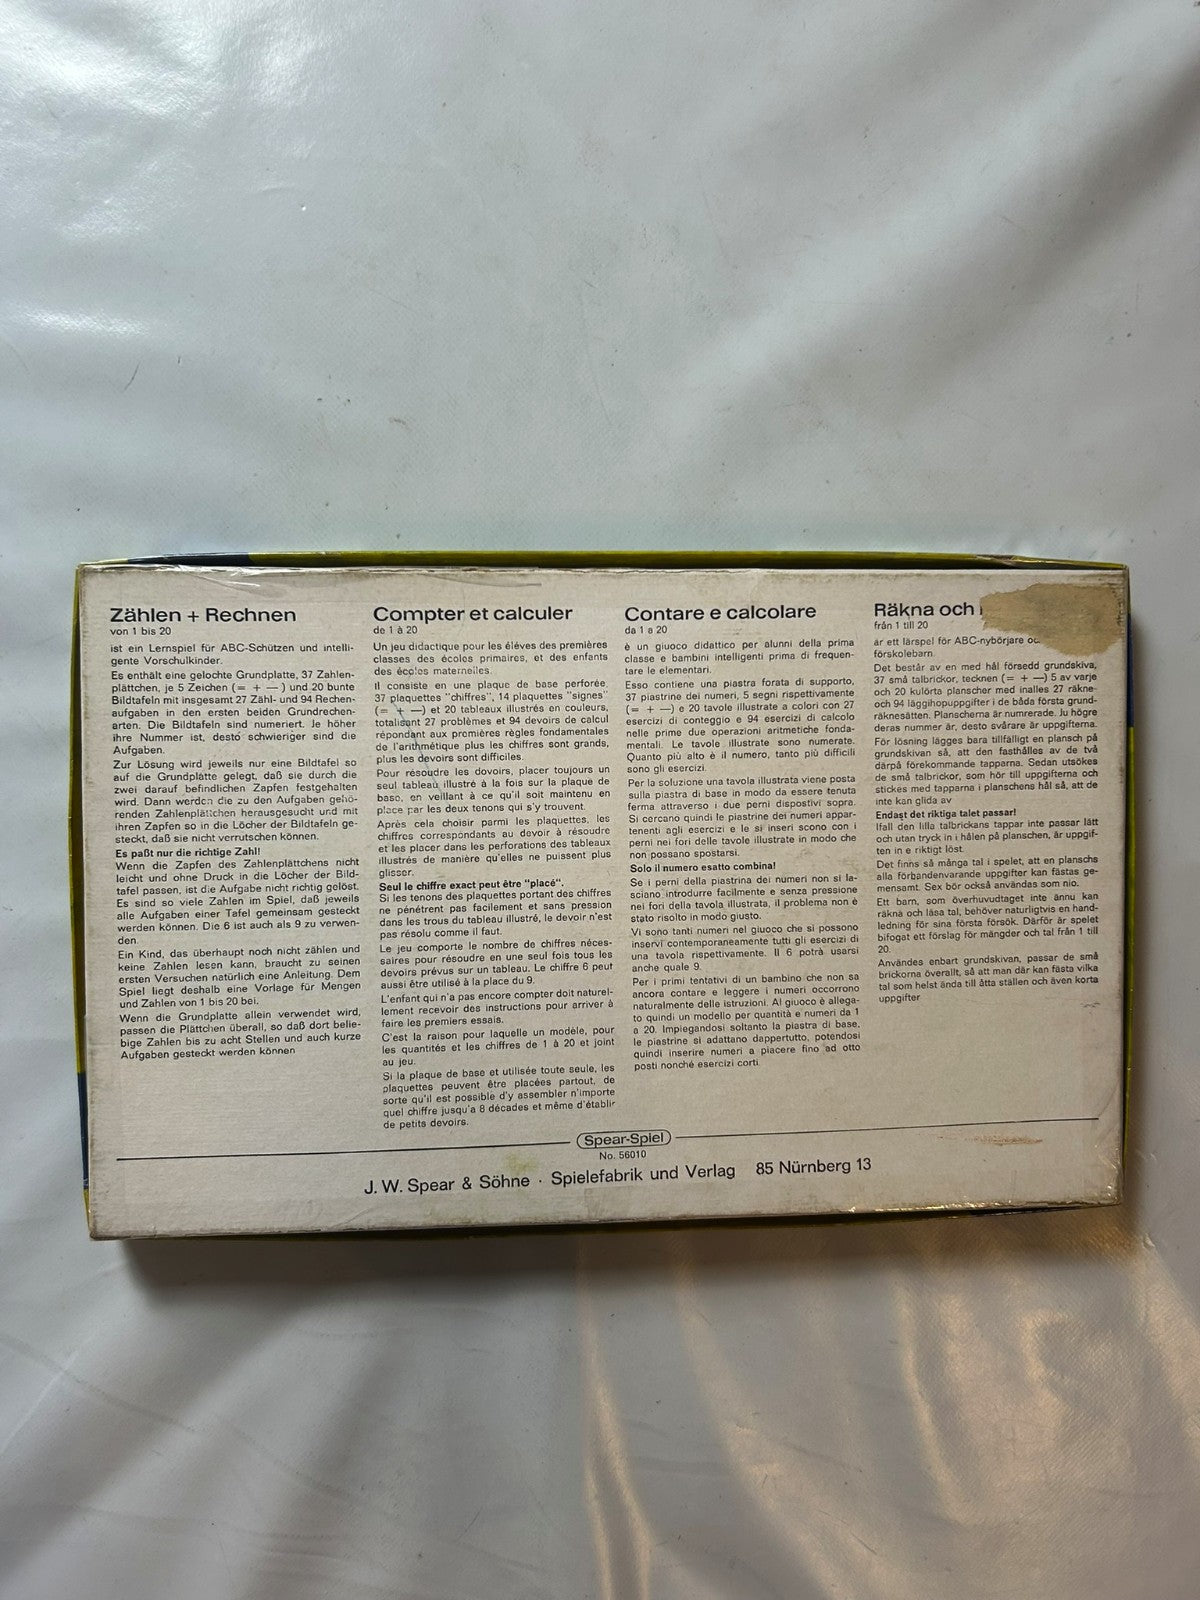 Zählen + Rechnen
von 1 bis 20
ist ein Lernspiel für ABC-Schützen und intelli-
gente Vorschulkinder.
Es enthält eine gelochte Grundplatte, 37 Zahlen-
plättchen, je 5 Zeichen (= + —) und 20 bunte
Bildtafeln mit insgesamt 27 Zähl- und 94 Rechen-
aufgaben in den ersten beiden Grundrechen-
arten. Die Bildtafeln sind numeriert. Je höher
ihre Nummer ist, desto schwieriger sind die
Aufgaben.
Zur Lösung wird jeweils nur eine Bildtafel so
auf die Grundplatte gelegt, daß sie durch die
zwei darauf befindlichen Zapfen festgehalten
wird. Dann werden die zu den Aufgaben gehö-
renden Zahlenplättchen herausgesucht und mit
ihren Zapfen so in die Löcher der Bildtafeln ge-
steckt, daß sie nicht verrutschen können.
Es paßt nur die richtige Zahl!
Wenn die Zapfen des Zahlenplättchens nicht
leicht und ohne Druck in die Löcher der Bild-
tafel passen, ist die Aufgabe nicht richtig gelöst.
Es sind so viele Zahlen im Spiel, daß jeweils
alle Aufgaben einer Tafel gemeinsam gesteckt
werden können. Die 6 ist auch als 9 zu verwen-
den.
Ein Kind, das überhaupt noch nicht zählen und
keine Zahlen lesen kann, braucht zu seinen
ersten Versuchen natürlich eine Anleitung. Dem
Spiel liegt deshalb eine Vorlage für Mengen
und Zahlen von 1 bis 20 bei.
Wenn die Grundplatte allein verwendet wird,
passen die Plättchen überall, so daß dort belie-
bige Zahlen bis zu acht Stellen und auch kurze
Aufgaben gesteckt werden können
Compter et calculer
de 1 à 20
Un jeu didactique pour les éléves des premières
classes des écoles primaires, et des enfants
des écoles maternelles.
Il consiste en une plaque de base perforée,
37 plaquettes "chiffres", 14 plaquettes "signes"
(= + —) et 20 tableaux illustrés en couleurs,
totalisant 27 problèmes et 94 devoirs de calcul
répondant aux premières règles fondamentales
de l'arithmétique plus les chiffres sont grands,
plus les devoirs sont difficiles.
Pour résoudre les dovoirs, placer toujours un
seul tableau illustré à la fois sur la plaque de
base, en veillant à ce qu'il soit maintenu en
place par les deux tenons qui s'y trouvent.
Après cela choisir parmi les plaquettes, les
chiffres correspondants au devoir à résoudre
et les placer dans les perforations des tableaux
illustrés de manière qu'elles ne puissent plus
glisser.
Seul le chiffre exact peut être "placé".
Si les tenons des plaquettes portant des chiffres
ne pénétrent pas facilement et sans pression
dans les trous du tableau illustré, le devoir n'est
pas résolu comme il faut.
Le jeu comporte le nombre de chiffres néces-
saires pour résoudre en une seul fois tous les
devoirs prévus sur un tableau. Le chiffre 6 peut
aussi être utilisé à la place du 9.
L'enfant qui n'a pas encore compter doit naturel-
lement recevoir des instructions pour arriver à
faire les premiers essais.
C'est la raison pour laquelle un modèle, pour
les quantités et les chiffres de 1 à 20 et joint
au jeu.
Si la plaque de base et utilisée toute seule, les
plaquettes peuvent être placées partout, de
sorte qu'il est possible d'y assembler n'importe
quel chiffre jusqu'a 8 décades et même d'établir
de petits devoirs.
Contare e calcolare
da 1 a 20
è un giuoco didattico per alunni della prima
classe e bambini intelligenti prima di frequen-
tare le elementari.
Esso contiene una piastra forata di supporto,
37 piastrine dei numeri, 5 segni rispettivamente
(= + —) e 20 tavole illustrate a colori con 27
esercizi di conteggio e 94 esercizi di calcolo
nelle prime due operazioni aritmetiche fonda-
mentali. Le tavole illustrate sono numerate.
Quanto più alto è il numero, tanto più difficili
sono gli esercizi.
Per la soluzione una tavola illustrata viene posta
sulla piastra di base in modo da essere tenuta
ferma attraverso i due perni dispostivi sopra.
Si cercano quindi le piastrine dei numeri appar-
tenenti agli esercizi e le si inseri scono con i
perni nei fori delle tavole illustrate in modo che
non possano spostarsi.
Solo il numero esatto combina!
Se i perni della piastrina dei numeri non si la-
sciano introdurre facilmente e senza pressione
nei fori della tavola illustrata, il problema non è
stato risolto in modo giusto.
Vi sono tanti numeri nel giuoco che si possono
inservi contemporaneamente tutti gli esercizi di
una tavola rispettivamente. Il 6 potrà usarsi
anche quale 9.
Per i primi tentativi di un bambino che non sa
ancora contare e leggere i numeri occorrono
naturalmente delle istruzioni. Al giuoco è allega-
to quindi un modello per quantità e numeri da 1
a 20. Impiegandosi soltanto la piastra di base,
le piastrine si adattano dappertutto, potendosi
quindi inserire numeri a piacere fino ad otto
posti nonché esercizi corti.
Räkna och
från 1 till 20
är ett lärspel för ABC-nybörjare oc
förskolebarn.
Det består av en med hål försedd grundskiva,
37 små talbrickor, tecknen (= + —) 5 av varje
och 20 kulörta planscher med inalles 27 räkne-
och 94 läggihopuppgifter i de båda första grund-
räknesätten. Planscherna är numrerade. Ju högre
deras nummer är, desto svårare är uppgifterna.
För lösning lägges bara tillfälligt en plansch på
grundskivan så, att den fasthålles av de två
därpå förekommande tapparna. Sedan utsökes
de små talbrickor, som hör till uppgifterna och
stickes med tapparna i planschens hål så, att de
inte kan glida av
Endast det riktiga talet passar!
Ifall den lilla talbrickans tappar inte passar lätt
och utan tryck in i hålen på planschen, är uppgif-
ten in e riktigt löst
Det finns så många tal i spelet, att en planschs
alla förbandenvarande uppgifter kan fästas ge-
mensamt. Sex bör också användas som nio.
Ett barn, som överhuvudtaget inte ännu kan
räkna och läsa tal, behöver naturligtvis en hand-
ledning för sina första försök. Därför är spelet
bifogat ett förslag för mängder och tal från 1 till
20.
Användes enbart grundskivan, passar de små
brickorna överallt, så att man där kan fästa vilka
tal som helst ända till åtta ställen och även korta
uppgifter
Spear-Spiel
No. 56010
J. W. Spear & Söhne · Spielefabrik und Verlag 85 Nürnberg 13